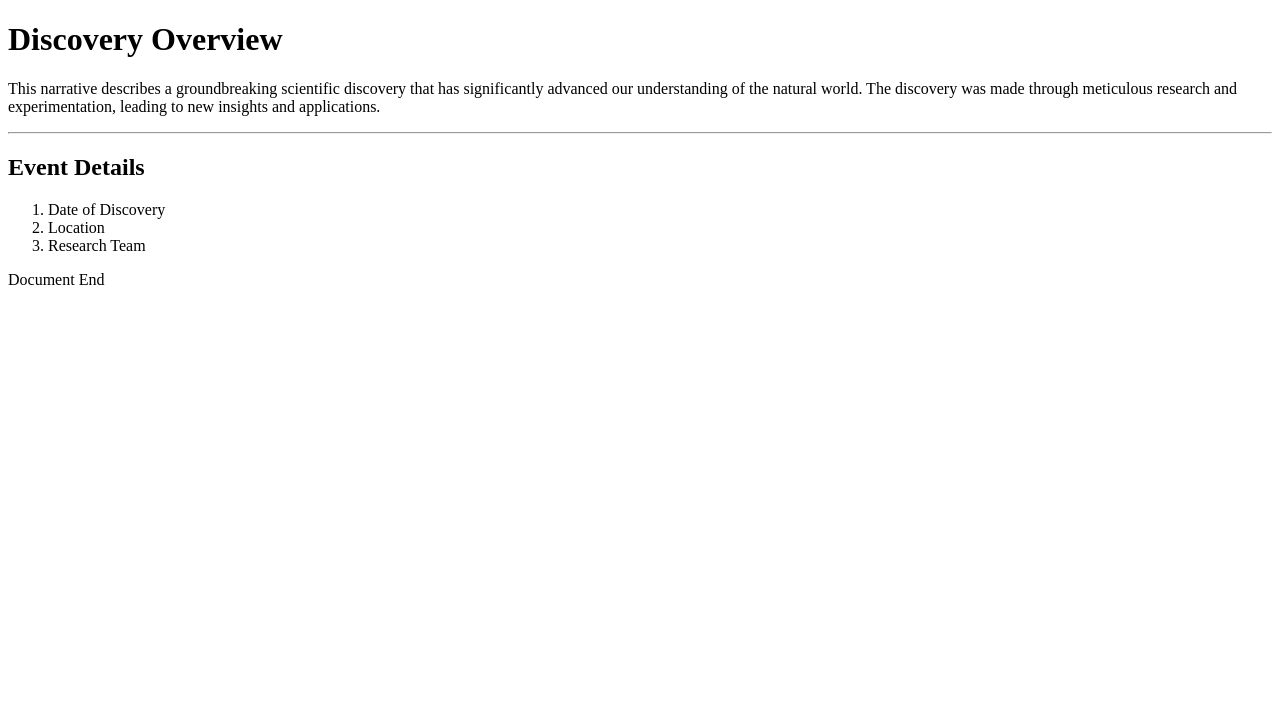 Discovery Overview
This narrative describes a groundbreaking scientific discovery that has significantly advanced our understanding of the natural world. The discovery was made through meticulous research and
experimentation, leading to new insights and applications.
Event Details
1. Date of Discovery
2. Location
3. Research Team
Document End